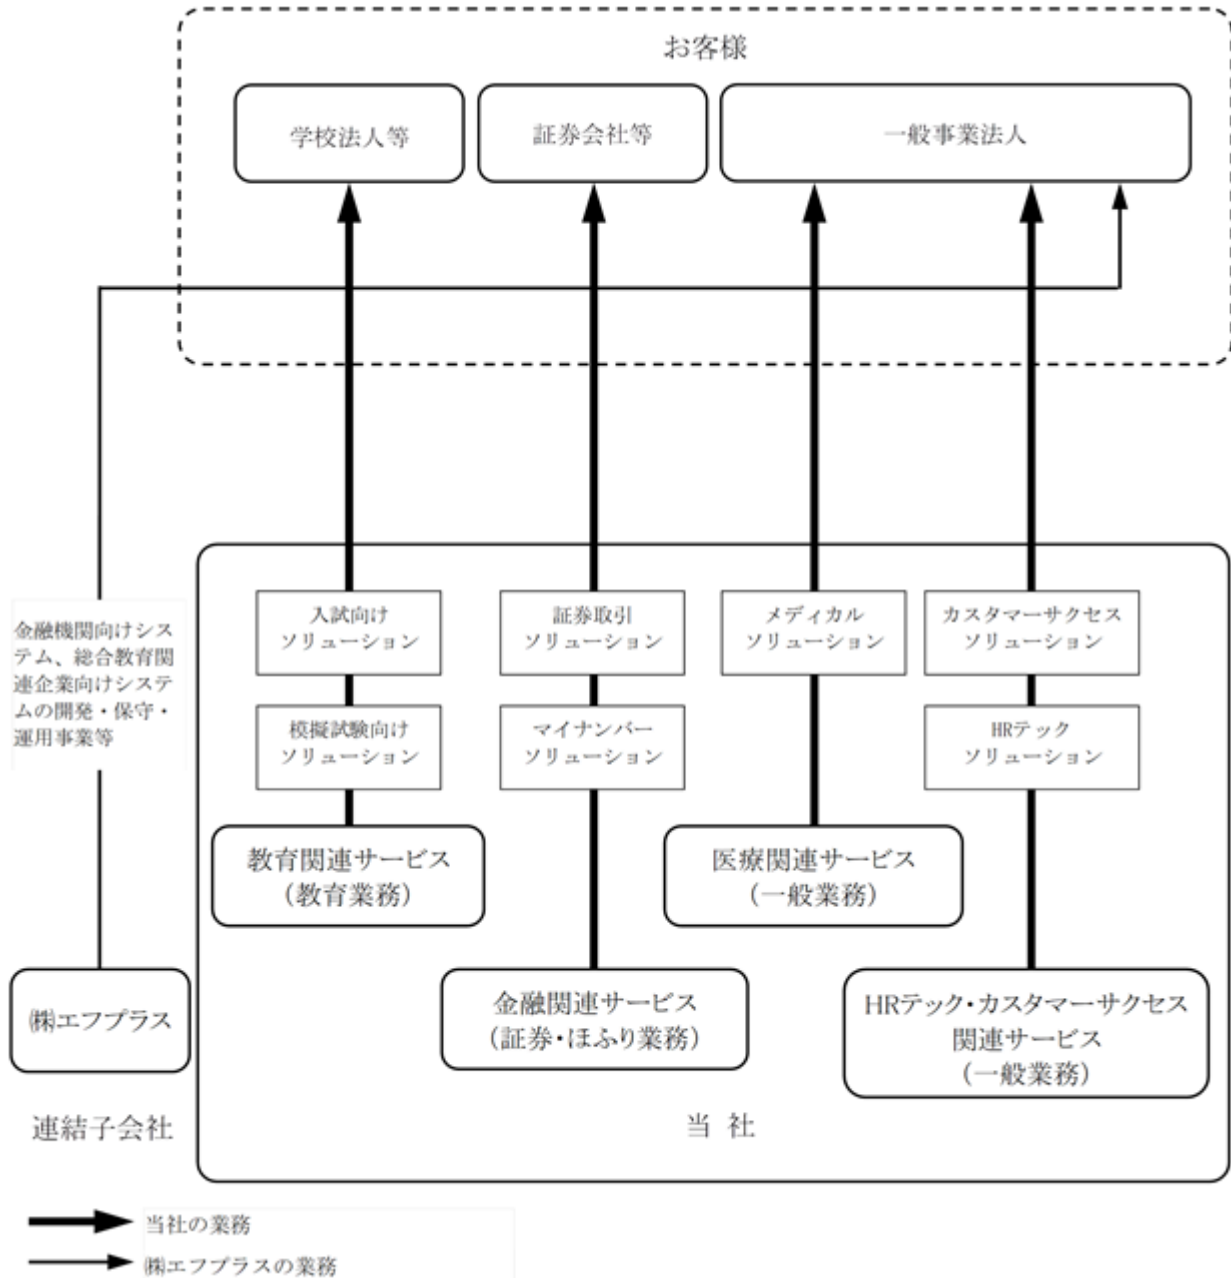 お客様
学校法人等
証券会社等
一般事業法人
金融機関向けシス
テム、総合教育関
連企業向けシステ
ムの開発・保守・
運用事業等
入試向け
ソリューション
証券取引
ソリューション
メディカル
ソリューション
カスタマーサクセス
ソリューション
模擬試験向け
ソリューション
マイナンバー
ソリューション
HRテック
ソリューション
教育関連サービス
(教育業務)
医療関連サービス
(一般業務)
㈱エフプラス
金融関連サービス
(証券・ほふり業務)
HRテック・カスタマーサクセス
関連サービス
(一般業務)
連結子会社
当 社
当社の業務
㈱エフプラスの業務